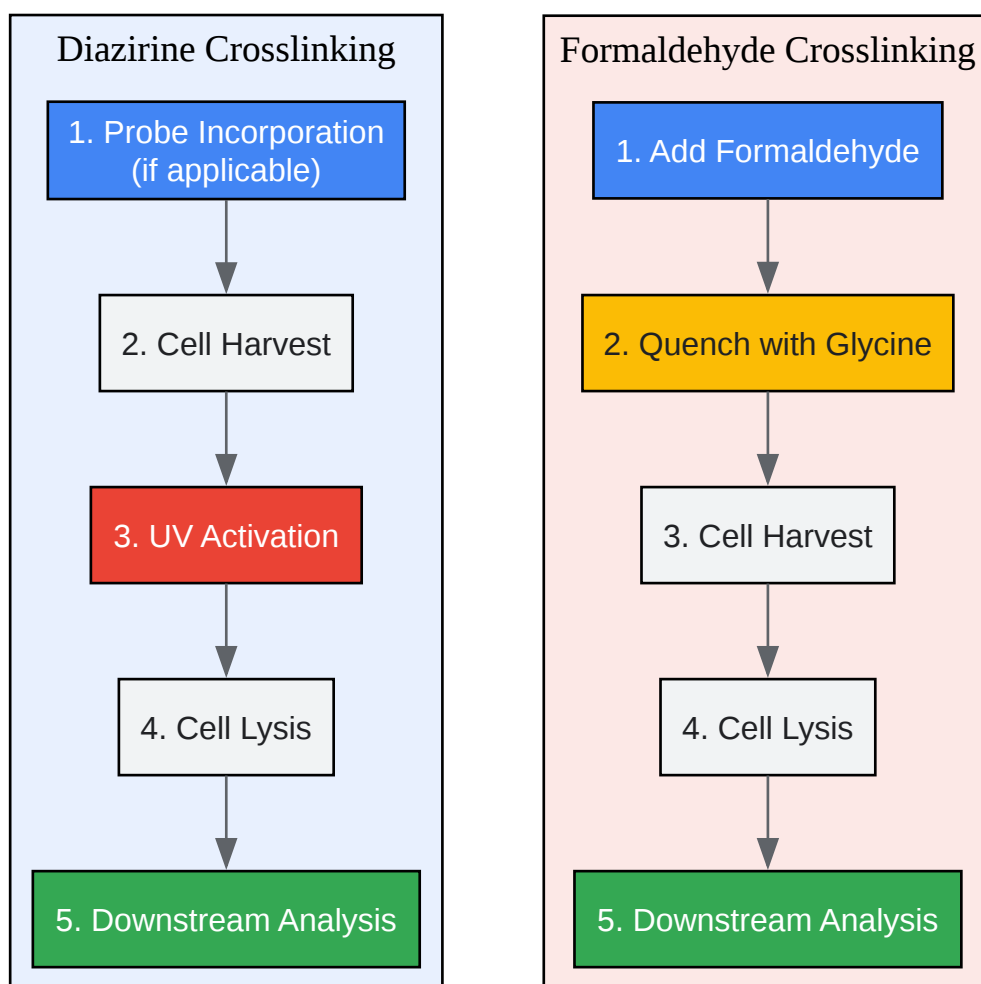 Diazirine Crosslinking
1. Probe Incorporation
(if applicable)
2. Cell Harvest
3. UV Activation
4. Cell Lysis
5. Downstream Analysis
Formaldehyde Crosslinking
1. Add Formaldehyde
2. Quench with Glycine
3. Cell Harvest
4. Cell Lysis
5. Downstream Analysis